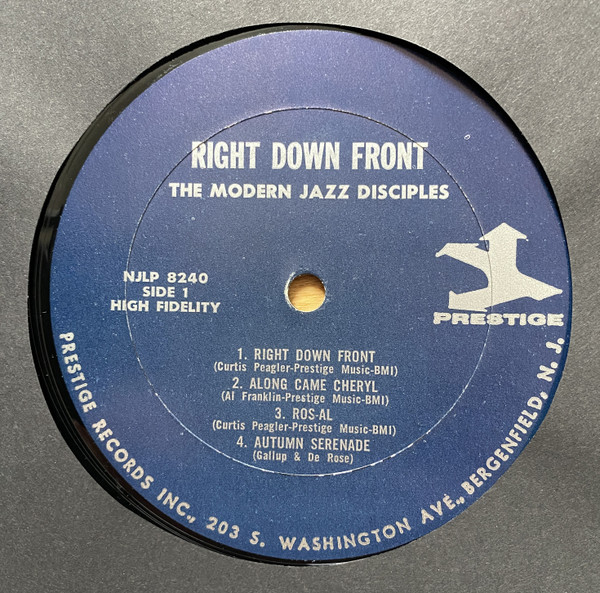 RIGHT DOWN FRONT
THE MODERN JAZZ DISCIPLES
NJLP 8240
SIDE 1
HIGH FIDELITY
PRESTIGE
1. RIGHT DOWN FRONT
(Curtis Peagler-Prestige Music-BMI)
2. ALONG CAME CHERYL
(Al Franklin-Prestige Music-BMI)
3. ROS-AL
(Curtis Peagler-Prestige Music-BMI)
4. AUTUMN SERENADE
(Gallup & De Rose)
PRESTIGE RECORDS INC., 203 S. WASHINGTON AVE., BERGENFIELD, N. J.